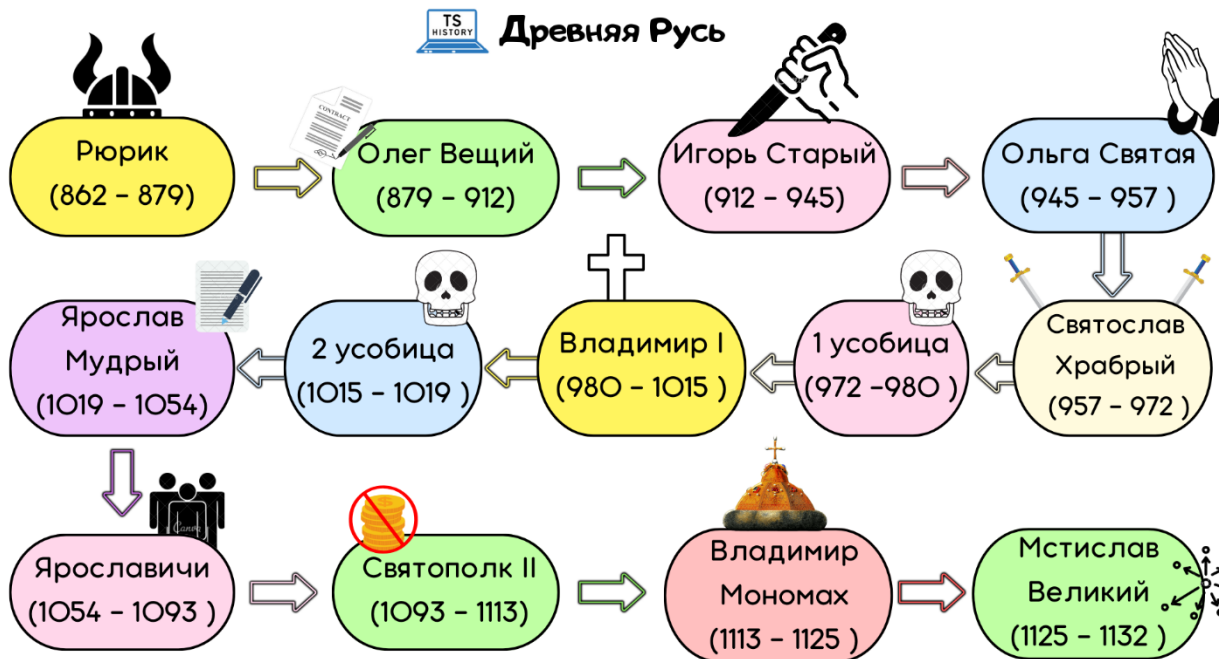 TS
HISTORY
Древняя Русь
CONTRACT
Рюрик
(862 – 879)
Олег Вещий
(879 – 912)
Игорь Старый
(912 – 945)
Ольга Святая
(945 – 957 )
Святослав
Храбрый
(957 – 972 )
1 усобица
(972 –980 )
Владимир I
(980 – 1015 )
2 усобица
(1015 – 1019 )
Ярослав
Мудрый
(1019 – 1054)
Canva
Ярославичи
(1054 – 1093 )
Святополк II
(1093 – 1113)
Владимир
Мономах
(1113 – 1125)
Мстислав
Великий
(1125 – 1132 )